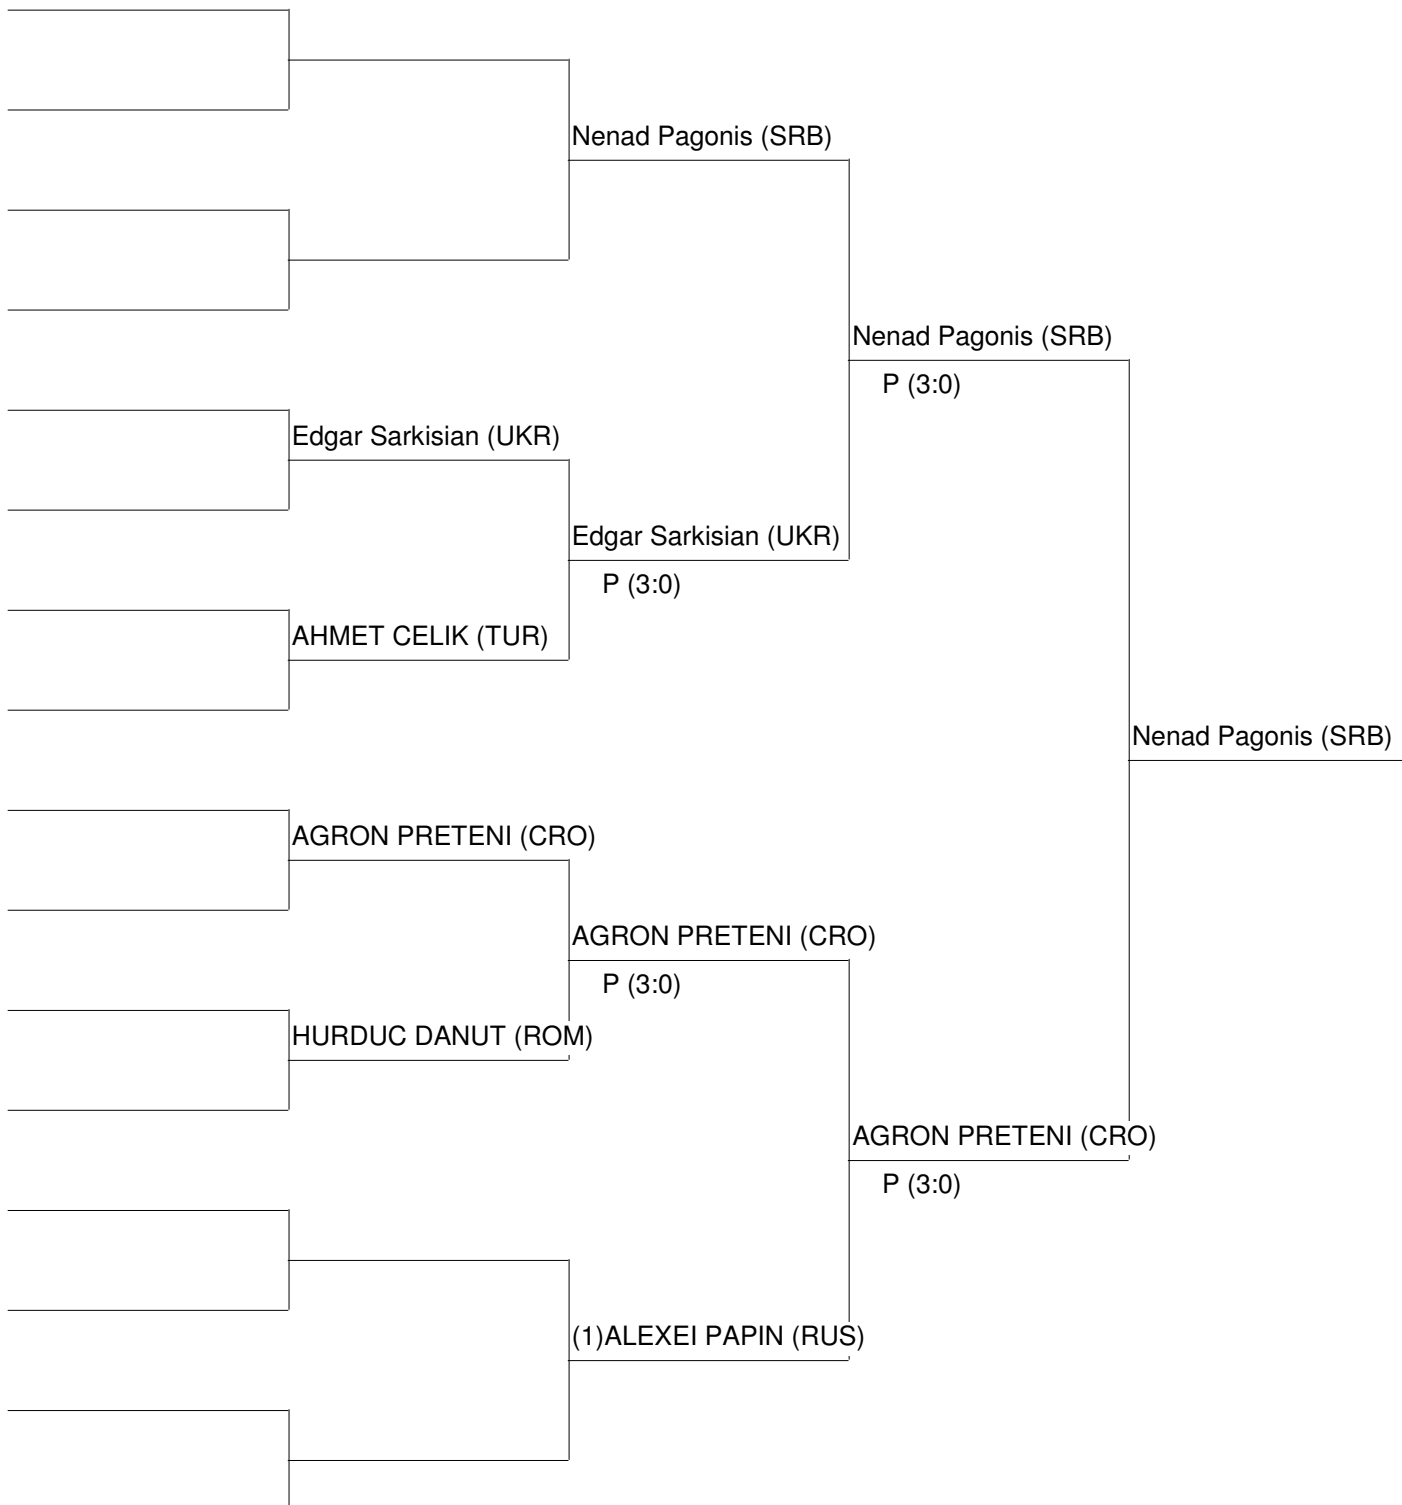 Nenad Pagonis (SRB)
Nenad Pagonis (SRB)
P (3:0)
Edgar Sarkisian (UKR)
Edgar Sarkisian (UKR)
P (3:0)
AHMET CELIK (TUR)
Nenad Pagonis (SRB)
AGRON PRETENI (CRO)
AGRON PRETENI (CRO)
P (3:0)
HURDUC DANUT (ROM)
AGRON PRETENI (CRO)
P (3:0)
(1)ALEXEI PAPIN (RUS)